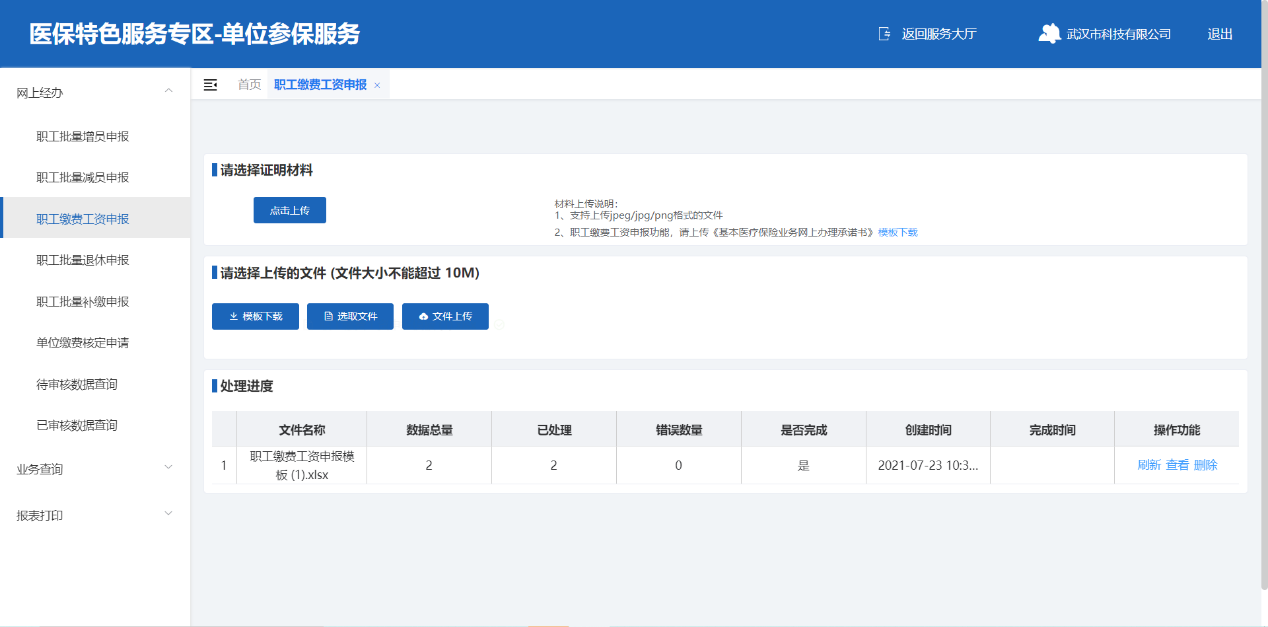 医保特色服务专区-单位参保服务
返回服务大厅
武汉市科技有限公司
退出
网上经办
职工批量增员申报
职工批量减员申报
职工缴费工资申报
职工批量退休申报
职工批量补缴申报
单位缴费核定申请
待审核数据查询
已审核数据查询
业务查询
报表打印
首页
职工缴费工资申报 ×
请选择证明材料
点击上传
材料上传说明：
1、支持上传jpeg/jpg/png格式的文件
2、职工缴费工资申报功能，请上传《基本医疗保险业务网上办理承诺书》 模板下载
请选择上传的文件 (文件大小不能超过 10M)
模板下载
选取文件
文件上传
处理进度
文件名称 数据总量 已处理 错误数量 是否完成 创建时间 完成时间 操作功能
1 职工缴费工资申报模 2 2 0 是 2021-07-23 10:3... 刷新 查看 删除
板 (1).xlsx